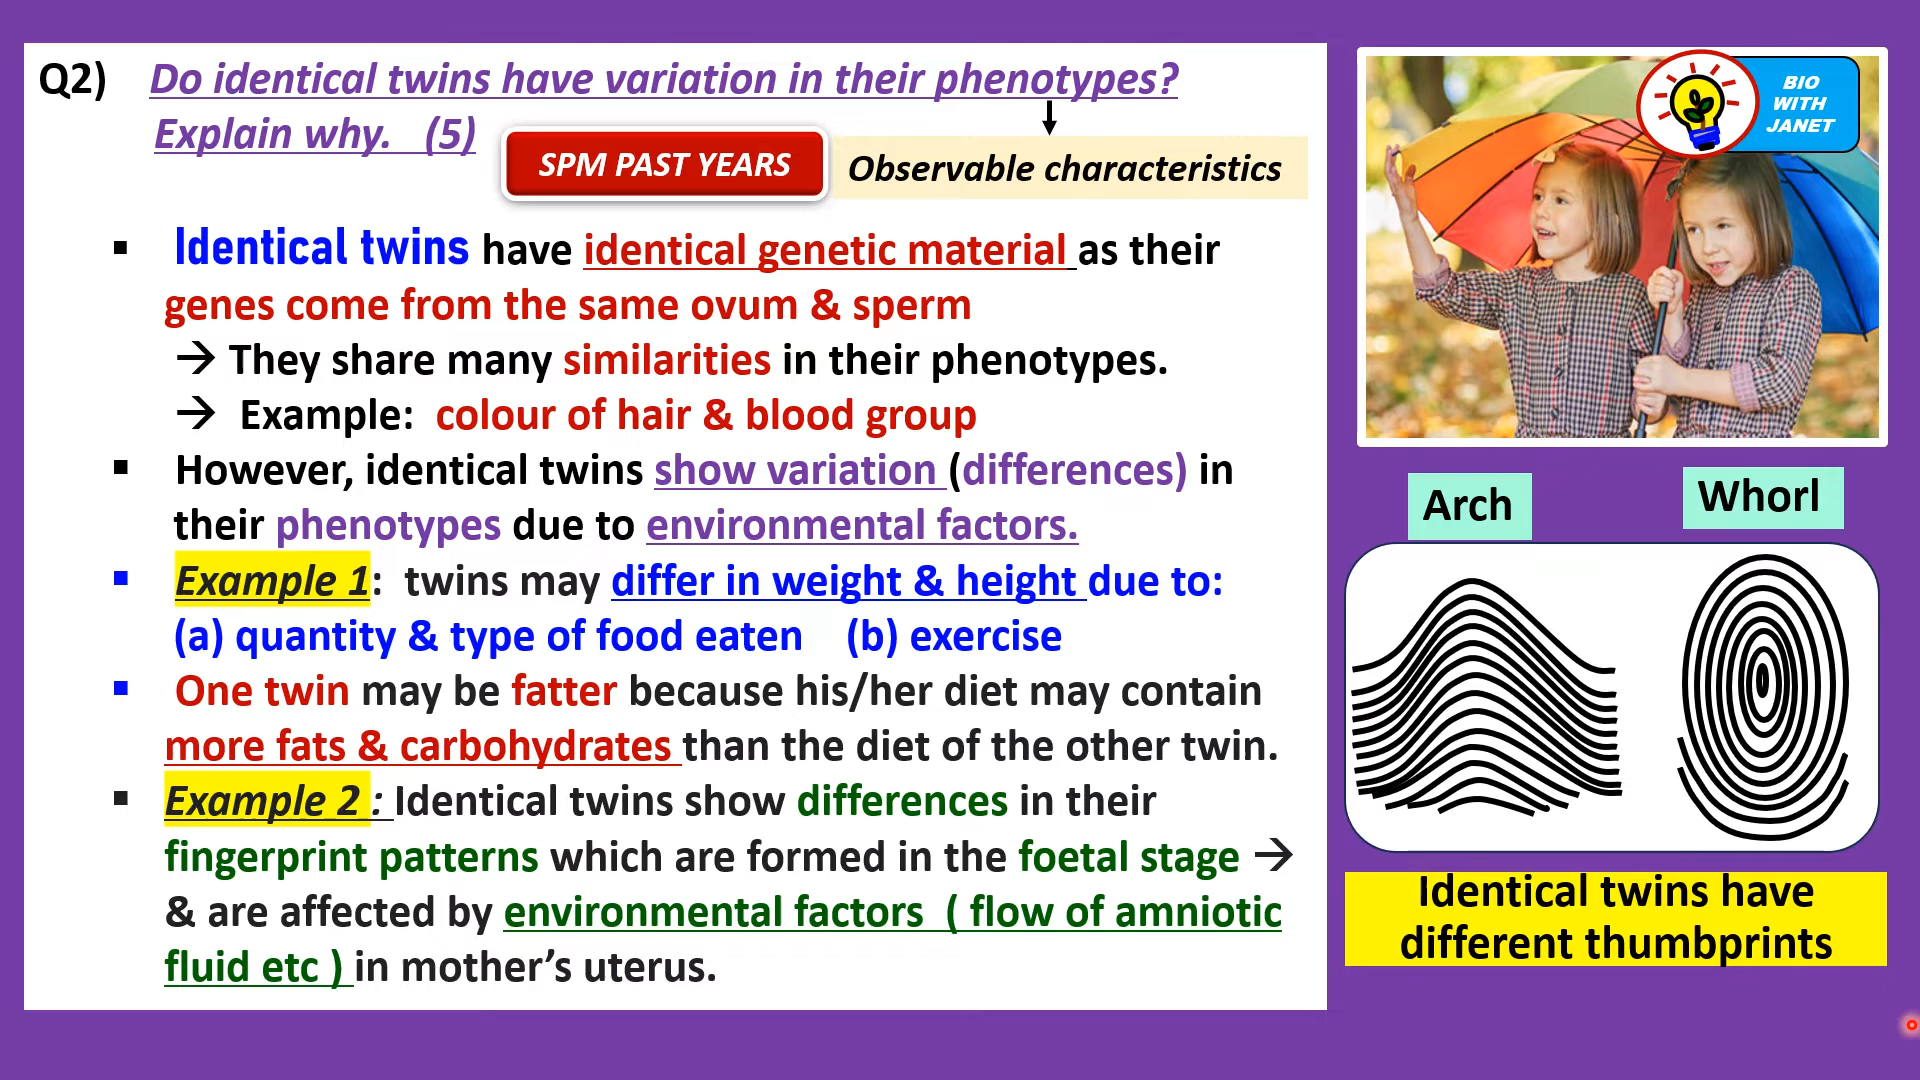 Q2) Do identical twins have variation in their phenotypes?
Explain why. (5)
SPM PAST YEARS
Observable characteristics
▪ Identical twins have identical genetic material as their
genes come from the same ovum & sperm
→ They share many similarities in their phenotypes.
→ Example: colour of hair & blood group
▪ However, identical twins show variation (differences) in
their phenotypes due to environmental factors.
▪ Example 1: twins may differ in weight & height due to:
(a) quantity & type of food eaten (b) exercise
▪ One twin may be fatter because his/her diet may contain
more fats & carbohydrates than the diet of the other twin.
▪ Example 2 : Identical twins show differences in their
fingerprint patterns which are formed in the foetal stage →
& are affected by environmental factors ( flow of amniotic
fluid etc ) in mother’s uterus.
BIO
WITH
JANET
Arch
Whorl
Identical twins have
different thumbprints